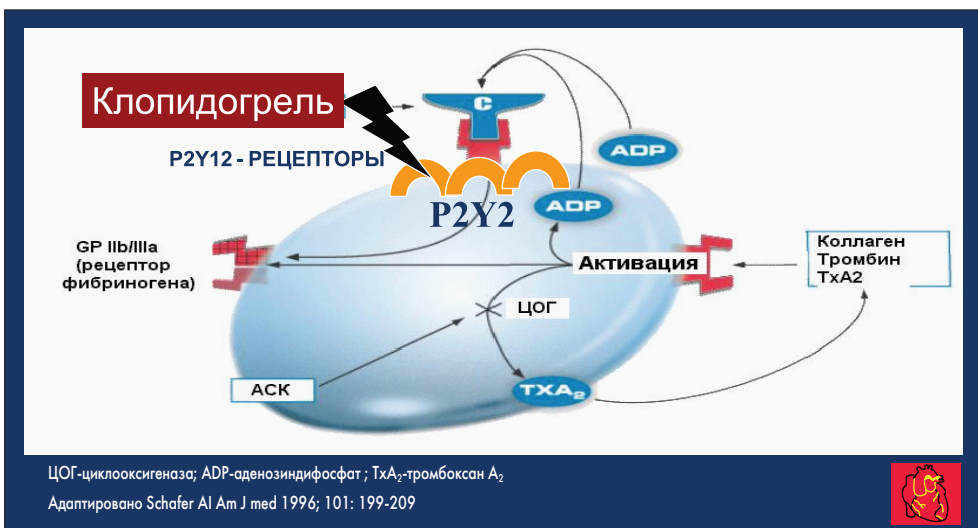 Клопидогрель
C
P2Y12 - РЕЦЕПТОРЫ
ADP
P2Y2
ADP
GP IIb/IIIa
(рецептор
фибриногена)
Активация
Коллаген
Тромбин
TxA2
ЦОГ
АСК
TXA₂
ЦОГ-циклооксигеназа; ADP-аденозиндифосфат ; TxA₂-тромбоксан A₂
Адаптировано Schafer AI Am J med 1996; 101: 199-209